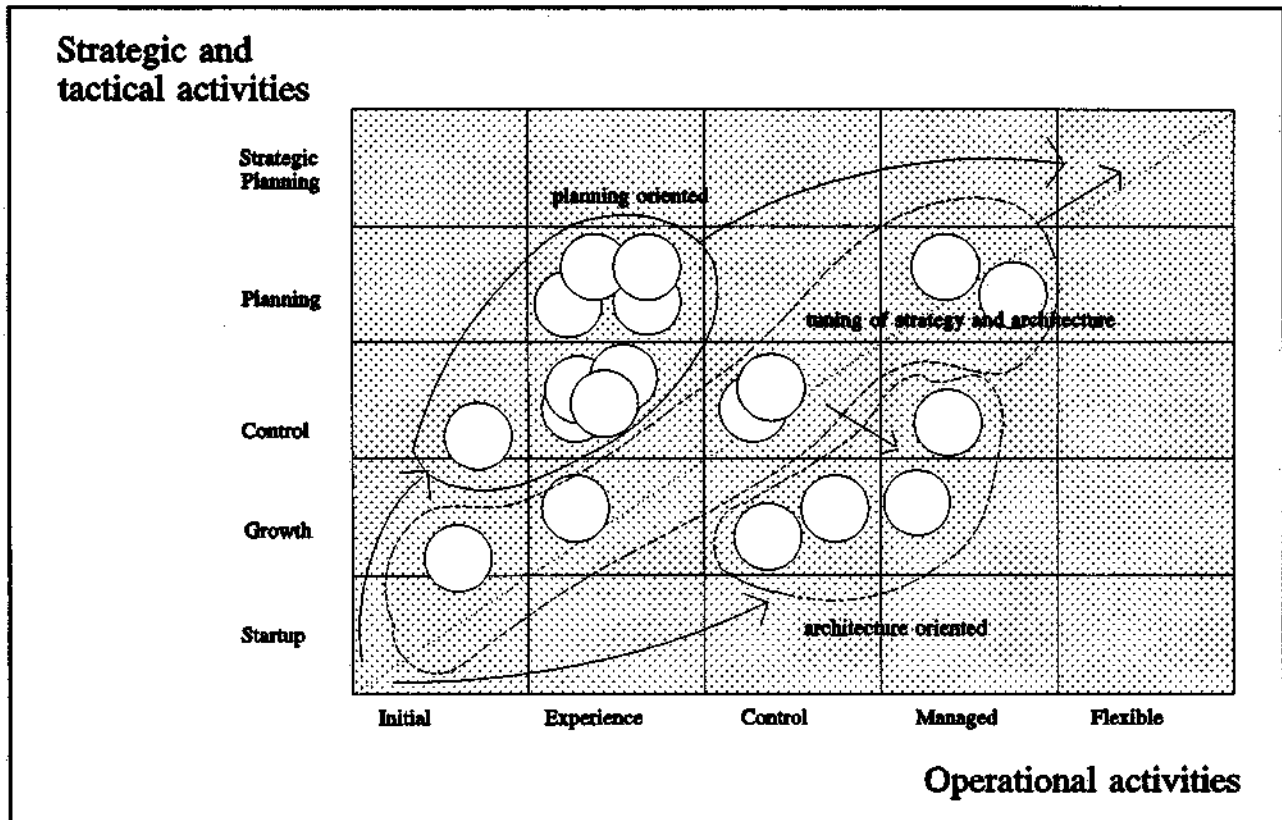 Strategic and
tactical activities
Strategic
Planning
planning oriented
Planning
tuning of strategy and architecture
Control
Growth
Startup
architecture oriented
Initial Experience Control Managed Flexible
Operational activities